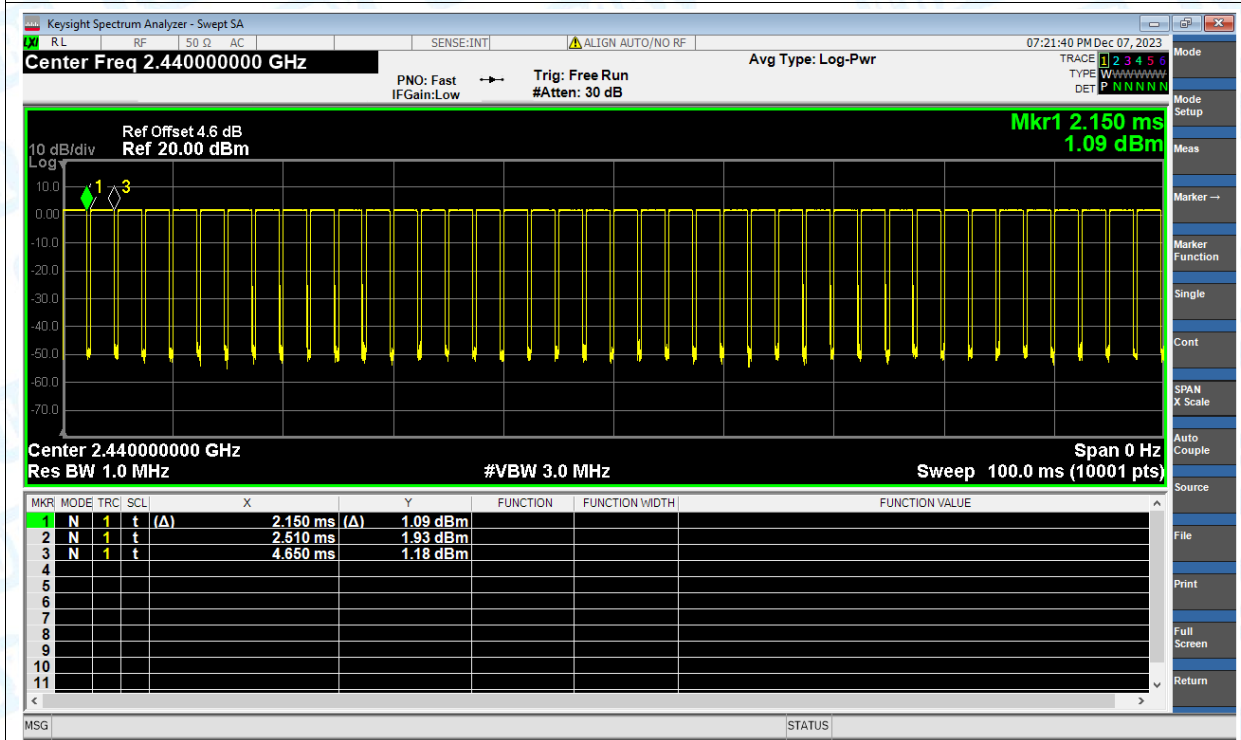 Keysight Spectrum Analyzer - Swept SA
LXI RL RF 50 Ω AC SENSE:INT ALIGN AUTO/NO RF 07:21:40 PM Dec 07, 2023
Center Freq 2.440000000 GHz
Avg Type: Log-Pwr
TRACE 1 2 3 4 5 6
TYPE WWWWWW
DET P N N N N N
PNO: Fast Trig: Free Run
IFGain:Low #Atten: 30 dB
Mkr1 2.150 ms
1.09 dBm
Ref Offset 4.6 dB
10 dB/div Ref 20.00 dBm
Log
1 3
10.0
0.00
-10.0
-20.0
-30.0
-40.0
-50.0
-60.0
-70.0
Center 2.440000000 GHz Span 0 Hz
Res BW 1.0 MHz #VBW 3.0 MHz Sweep 100.0 ms (10001 pts)
MKR MODE TRC SCL X Y FUNCTION FUNCTION WIDTH FUNCTION VALUE
1 N 1 t (Δ) 2.150 ms (Δ) 1.09 dBm
2 N 1 t 2.510 ms 1.93 dBm
3 N 1 t 4.650 ms 1.18 dBm
4
5
6
7
8
9
10
11
MSG STATUS
Mode
Mode
Setup
Meas
Marker →
Marker
Function
Single
Cont
SPAN
X Scale
Auto
Couple
Source
File
Print
Full
Screen
Return